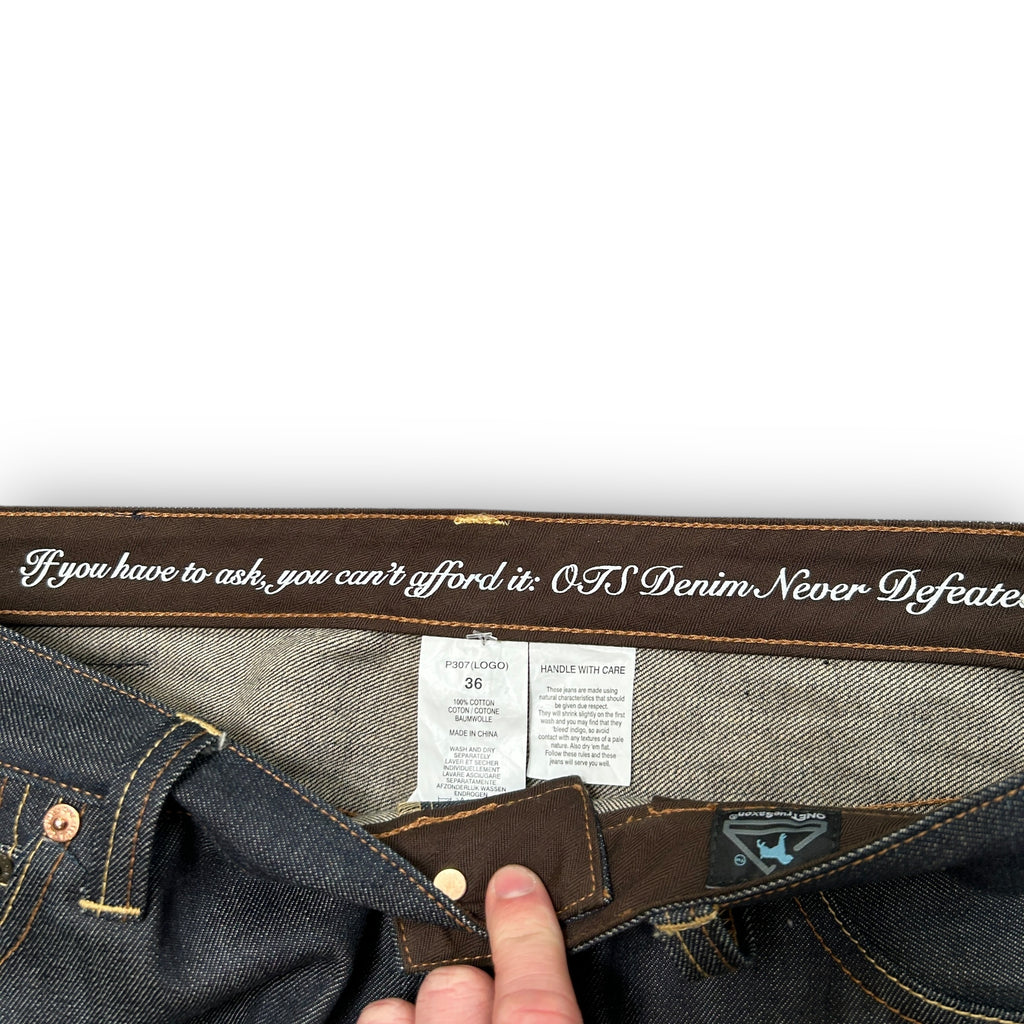 If you have to ask, you can't afford it: OTS Denim Never Defeate
P307(LOGO)
36
100% COTTON
COTON / COTONE
BAUMWOLLE
MADE IN CHINA
WASH AND DRY
SEPARATELY
LAVER ET SECHER
INDIVIDUELLEMENT
LAVARE ASCIUGARE
SEPARATAMENTE
AFZONDERLIJK WASSEN
ENDROGEN
HANDLE WITH CARE
These jeans are made using
natural characteristics that should
be given due respect.
They will shrink slightly on the first
wash and you may find that they
'bleed' indigo, so avoid
contact with any textures of a pale
nature. Also dry 'em flat.
Follow these rules and these
jeans will serve you well.
ONETrueSaxon